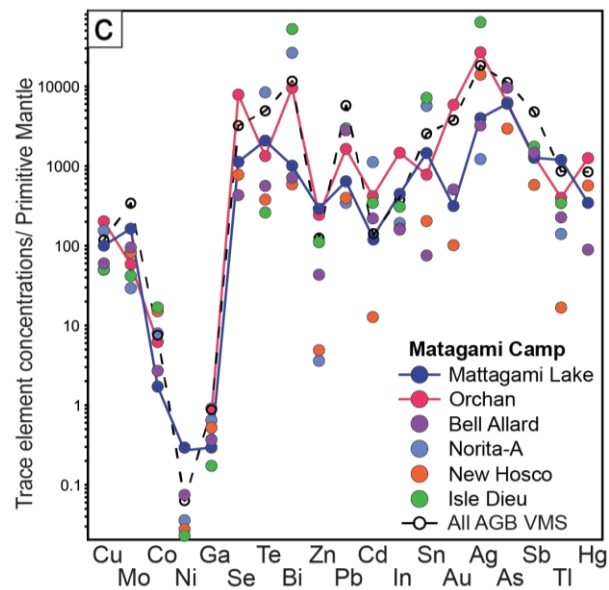 C
Trace element concentrations/ Primitive Mantle
10000
1000
100
10
1
0.1
Matagami Camp
Mattagami Lake
Orchan
Bell Allard
Norita-A
New Hosco
Isle Dieu
All AGB VMS
Cu Co Ga Te Zn Cd Sn Ag Sb Hg
Mo Ni Se Bi Pb In Au As Tl